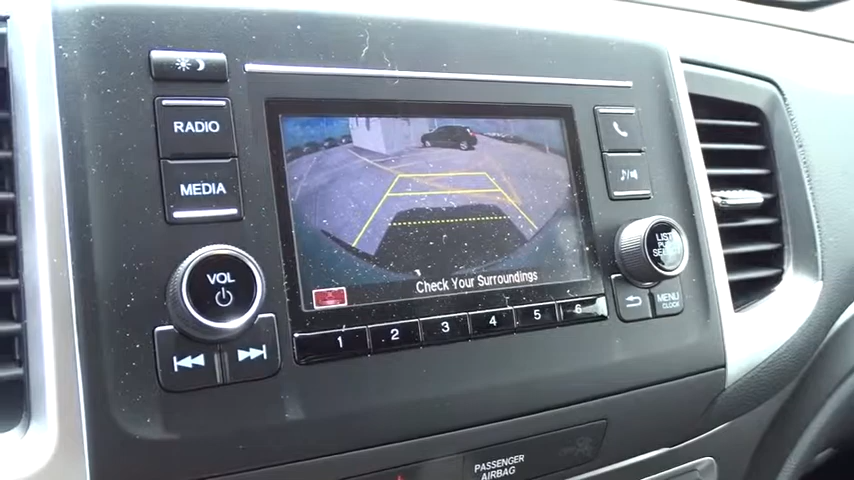 RADIO
MEDIA
VOL
Check Your Surroundings
1 2 3 4 5 6
MENU
CLOCK
PASSENGER
AIRBAG